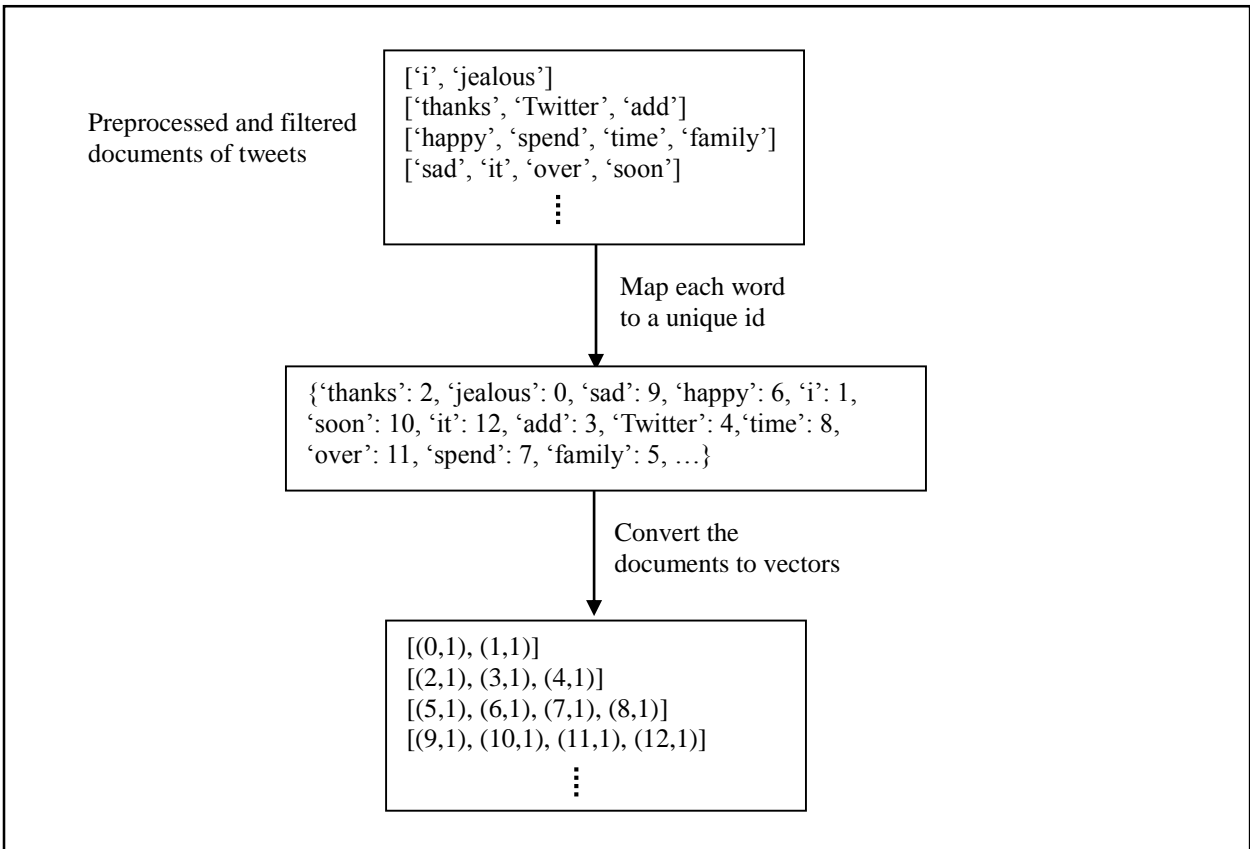 [‘i’, ‘jealous’]
[‘thanks’, ‘Twitter’, ‘add’]
[‘happy’, ‘spend’, ‘time’, ‘family’]
[‘sad’, ‘it’, ‘over’, ‘soon’]
Preprocessed and filtered
documents of tweets
Map each word
to a unique id
{‘thanks’: 2, ‘jealous’: 0, ‘sad’: 9, ‘happy’: 6, ‘i’: 1,
‘soon’: 10, ‘it’: 12, ‘add’: 3, ‘Twitter’: 4,‘time’: 8,
‘over’: 11, ‘spend’: 7, ‘family’: 5, …}
Convert the
documents to vectors
[(0,1), (1,1)]
[(2,1), (3,1), (4,1)]
[(5,1), (6,1), (7,1), (8,1)]
[(9,1), (10,1), (11,1), (12,1)]